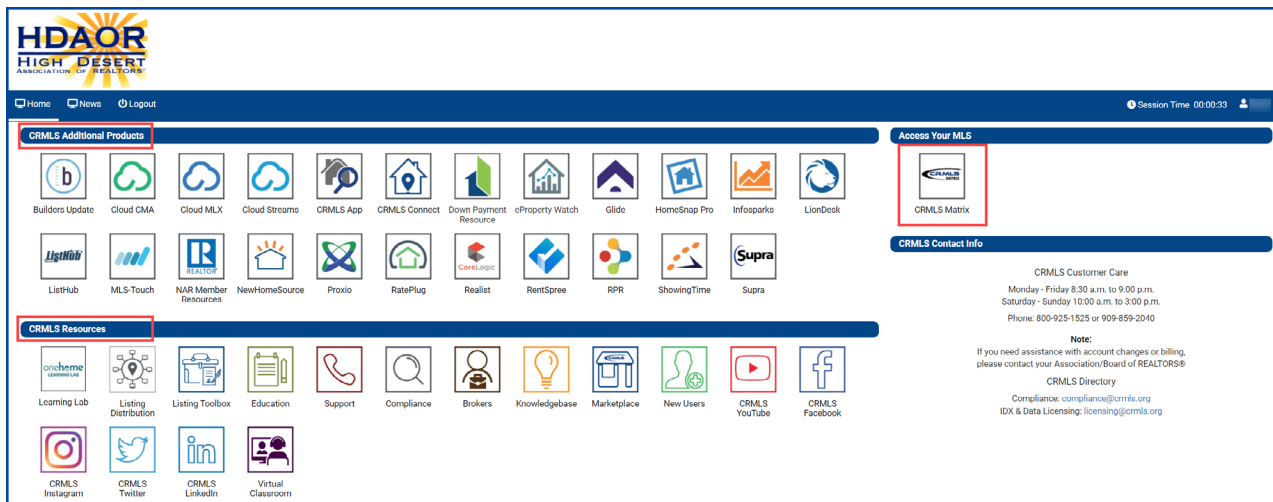 HDAOR
HIGH DESERT
ASSOCIATION OF REALTORS®
Home News Logout
Session Time 00:00:33
CRMLS Additional Products
Builders Update Cloud CMA Cloud MLX Cloud Streams CRMLS App CRMLS Connect Down Payment Resource eProperty Watch Glide HomeSnap Pro Infosparks LionDesk
ListHub REALTOR CoreLogic Supra
ListHub MLS-Touch NAR Member Resources NewHomeSource Proxio RatePlug Realist RentSpree RPR ShowingTime Supra
CRMLS Resources
onehome
LEARNING LAB
Learning Lab Listing Distribution Listing Toolbox Education Support Compliance Brokers Knowledgebase Marketplace New Users CRMLS YouTube CRMLS Facebook
CRMLS Instagram CRMLS Twitter CRMLS LinkedIn Virtual Classroom
Access Your MLS
CRMLS
MATRIX
CRMLS Matrix
CRMLS Contact Info
CRMLS Customer Care
Monday - Friday 8:30 a.m. to 9:00 p.m.
Saturday - Sunday 10:00 a.m. to 3:00 p.m.
Phone: 800-925-1525 or 909-859-2040
Note:
If you need assistance with account changes or billing,
please contact your Association/Board of REALTORS®
CRMLS Directory
Compliance: compliance@crmls.org
IDX & Data Licensing: licensing@crmls.org